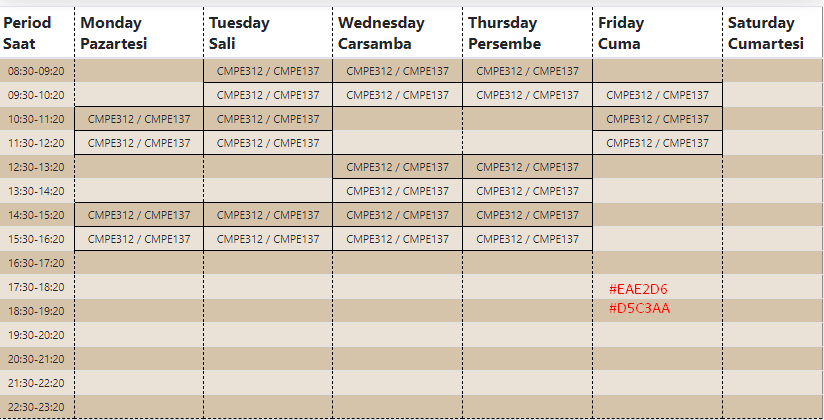 Period Monday Tuesday Wednesday Thursday Friday Saturday
Saat Pazartesi Sali Carsamba Persembe Cuma Cumartesi
08:30-09:20 CMPE312 / CMPE137 CMPE312 / CMPE137 CMPE312 / CMPE137
09:30-10:20 CMPE312 / CMPE137 CMPE312 / CMPE137 CMPE312 / CMPE137 CMPE312 / CMPE137
10:30-11:20 CMPE312 / CMPE137 CMPE312 / CMPE137 CMPE312 / CMPE137
11:30-12:20 CMPE312 / CMPE137 CMPE312 / CMPE137 CMPE312 / CMPE137
12:30-13:20 CMPE312 / CMPE137 CMPE312 / CMPE137
13:30-14:20 CMPE312 / CMPE137 CMPE312 / CMPE137
14:30-15:20 CMPE312 / CMPE137 CMPE312 / CMPE137 CMPE312 / CMPE137 CMPE312 / CMPE137
15:30-16:20 CMPE312 / CMPE137 CMPE312 / CMPE137 CMPE312 / CMPE137 CMPE312 / CMPE137
16:30-17:20
17:30-18:20 #EAE2D6
18:30-19:20 #D5C3AA
19:30-20:20
20:30-21:20
21:30-22:20
22:30-23:20